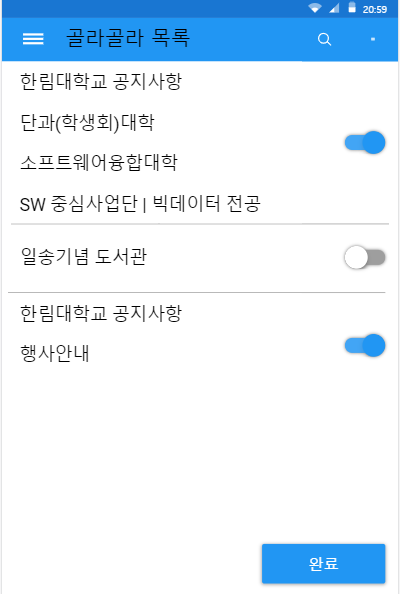 20:59
골라골라 목록
한림대학교 공지사항
단과(학생회)대학
소프트웨어융합대학
SW 중심사업단 | 빅데이터 전공
일송기념 도서관
한림대학교 공지사항
행사안내
완료